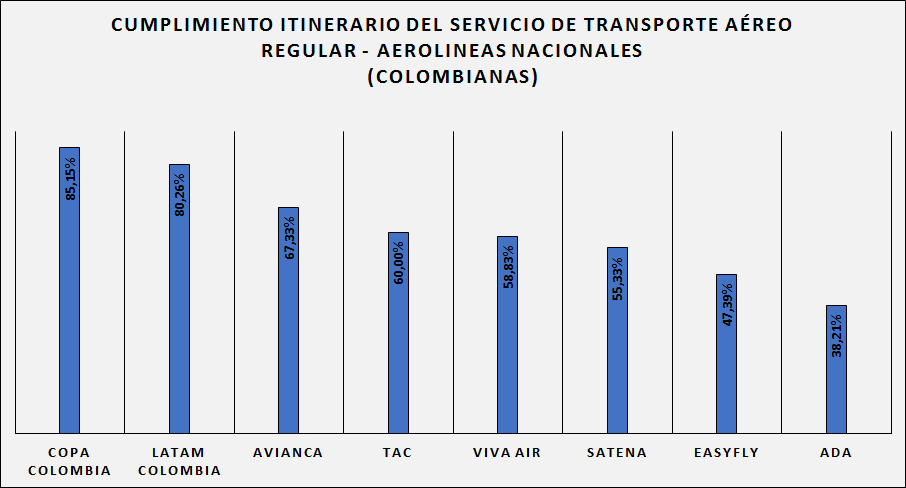 CUMPLIMIENTO ITINERARIO DEL SERVICIO DE TRANSPORTE AÉREO
REGULAR - AEROLINEAS NACIONALES
(COLOMBIANAS)
85,15%
80,26%
67,33%
60,00%
58,83%
55,33%
47,39%
38,21%
COPA
COLOMBIA
LATAM
COLOMBIA
AVIANCA
TAC
VIVA AIR
SATENA
EASYFLY
ADA